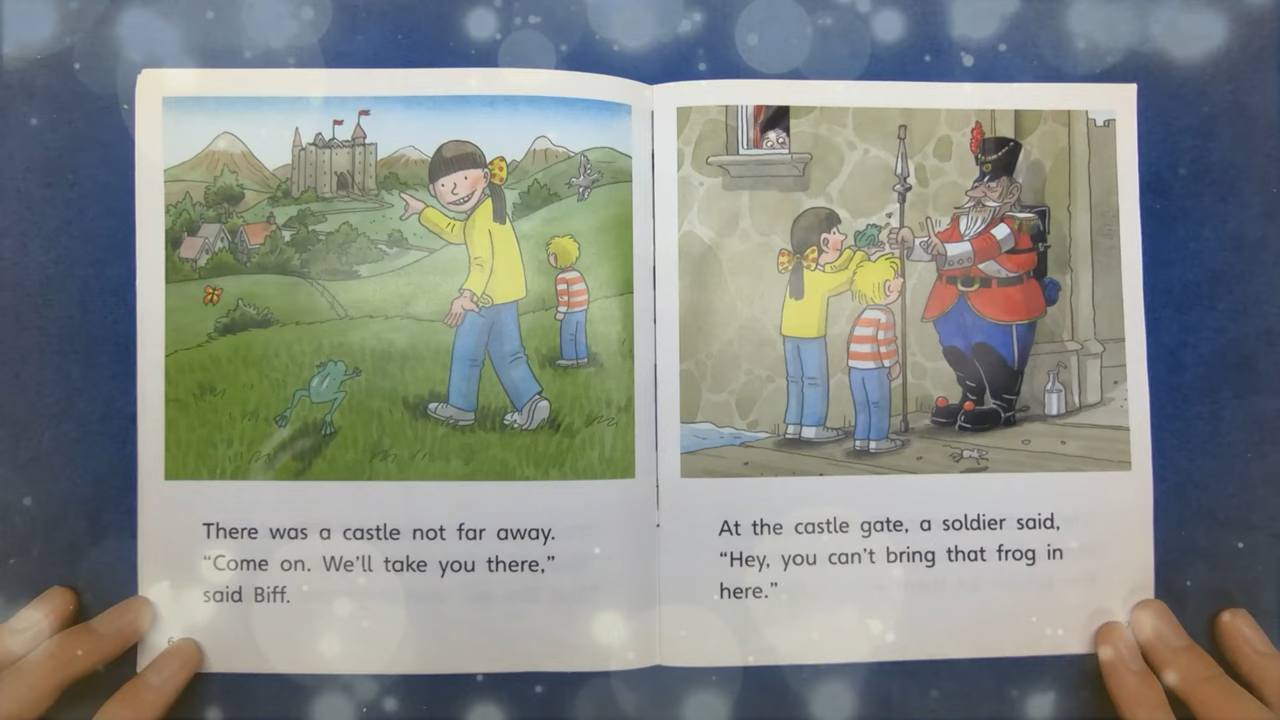 There was a castle not far away.
“Come on. We’ll take you there,”
said Biff.
6
At the castle gate, a soldier said,
“Hey, you can’t bring that frog in
here.”